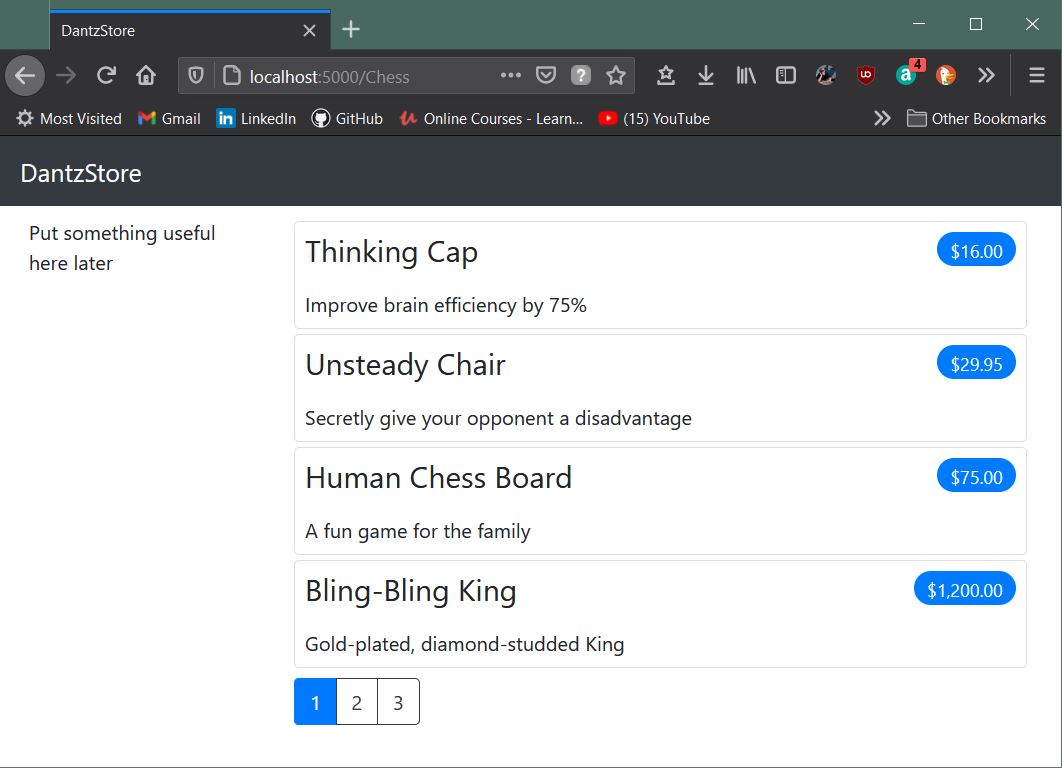 DantzStore
localhost:5000/Chess
4
Most Visited Gmail LinkedIn GitHub Online Courses - Learn... (15) YouTube Other Bookmarks
DantzStore
Put something useful
here later
Thinking Cap $16.00
Improve brain efficiency by 75%
Unsteady Chair $29.95
Secretly give your opponent a disadvantage
Human Chess Board $75.00
A fun game for the family
Bling-Bling King $1,200.00
Gold-plated, diamond-studded King
1 2 3